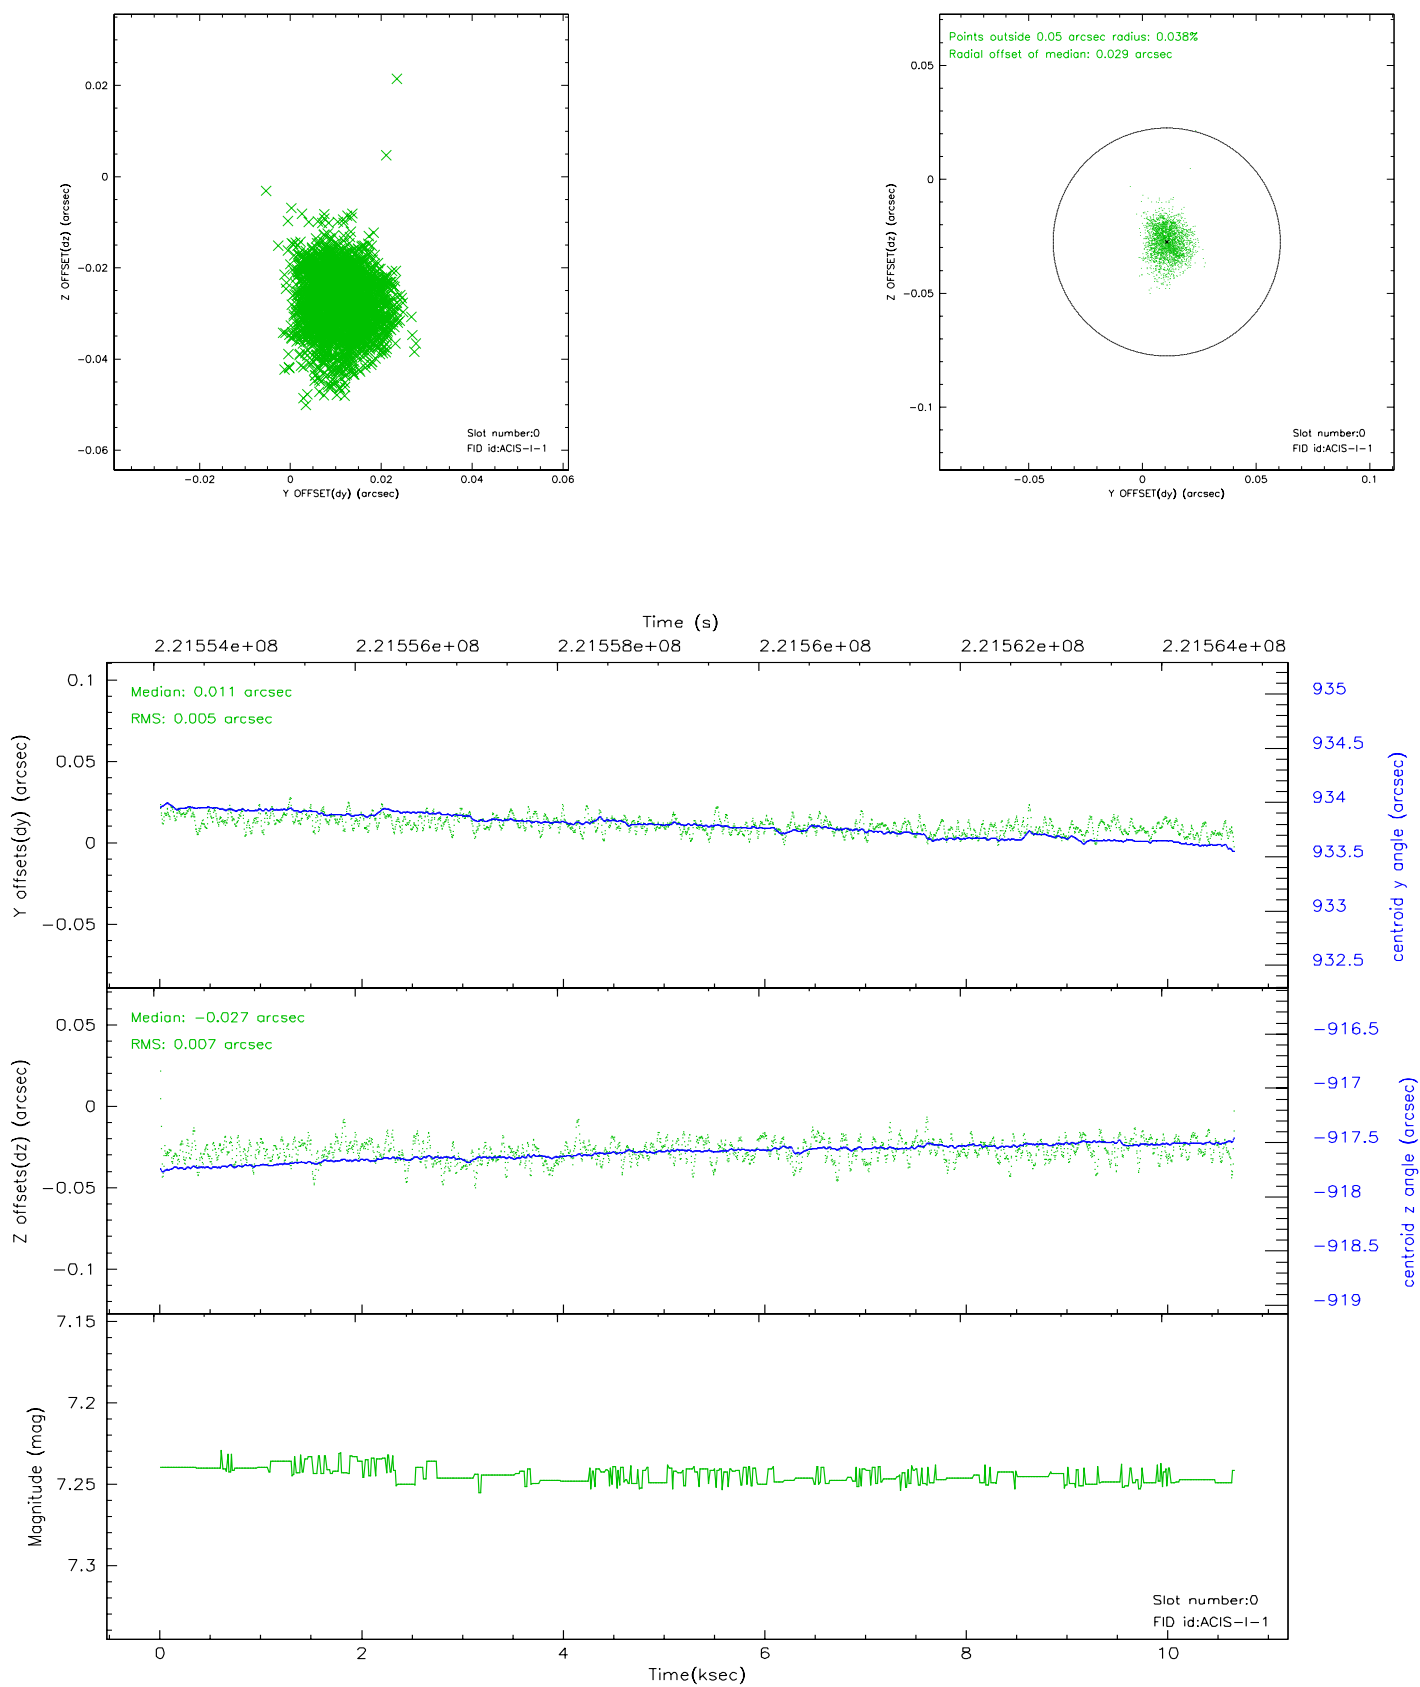 0.02
0
-0.02
-0.04
-0.06
Z OFFSET(dz) (arcsec)
Slot number:0
FID id:ACIS-I-1
-0.02 0 0.02 0.04 0.06
Y OFFSET(dy) (arcsec)
Points outside 0.05 arcsec radius: 0.038%
Radial offset of median: 0.029 arcsec
0.05
0
-0.05
-0.1
Z OFFSET(dz) (arcsec)
Slot number:0
FID id:ACIS-I-1
-0.05 0 0.05 0.1
Y OFFSET(dy) (arcsec)
Time (s)
2.21554e+08 2.21556e+08 2.21558e+08 2.2156e+08 2.21562e+08 2.21564e+08
Median: 0.011 arcsec
RMS: 0.005 arcsec
0.1
0.05
0
-0.05
Y offsets(dy) (arcsec)
935
934.5
934
933.5
933
932.5
centroid y angle (arcsec)
Median: -0.027 arcsec
RMS: 0.007 arcsec
0.05
0
-0.05
-0.1
Z offsets(dz) (arcsec)
-916.5
-917
-917.5
-918
-918.5
-919
centroid z angle (arcsec)
7.15
7.2
7.25
7.3
Magnitude (mag)
Slot number:0
FID id:ACIS-I-1
0 2 4 6 8 10
Time(ksec)